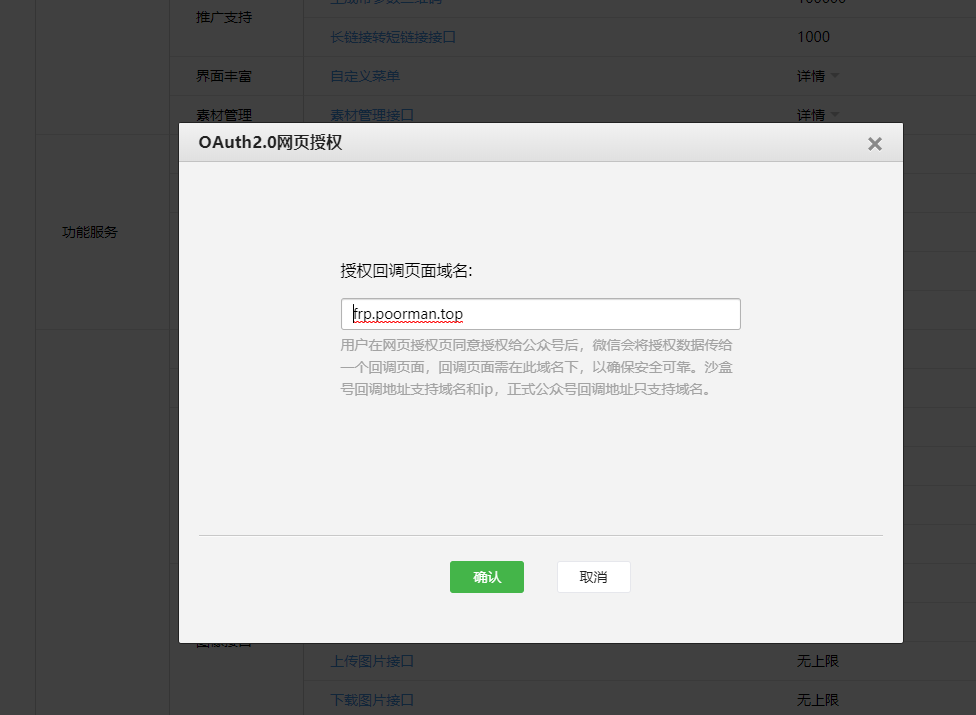 推广支持
长链接转短链接接口 1000
界面丰富 自定义菜单 详情
素材管理 素材管理接口 详情
OAuth2.0网页授权
功能服务
授权回调页面域名:
frp.poorman.top
用户在网页授权页同意授权给公众号后，微信会将授权数据传给
一个回调页面，回调页面需在此域名下，以确保安全可靠。沙盒
号回调地址支持域名和ip，正式公众号回调地址只支持域名。
确认 取消
上传图片接口 无上限
下载图片接口 无上限